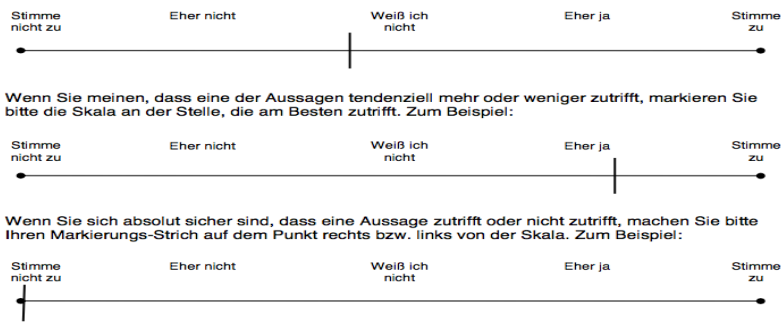 Stimme nicht zu Eher nicht Weiß ich nicht Eher ja Stimme zu
Wenn Sie meinen, dass eine der Aussagen tendenziell mehr oder weniger zutrifft, markieren Sie
bitte die Skala an der Stelle, die am Besten zutrifft. Zum Beispiel:
Stimme nicht zu Eher nicht Weiß ich nicht Eher ja Stimme zu
Wenn Sie sich absolut sicher sind, dass eine Aussage zutrifft oder nicht zutrifft, machen Sie bitte
Ihren Markierungs-Strich auf dem Punkt rechts bzw. links von der Skala. Zum Beispiel:
Stimme nicht zu Eher nicht Weiß ich nicht Eher ja Stimme zu